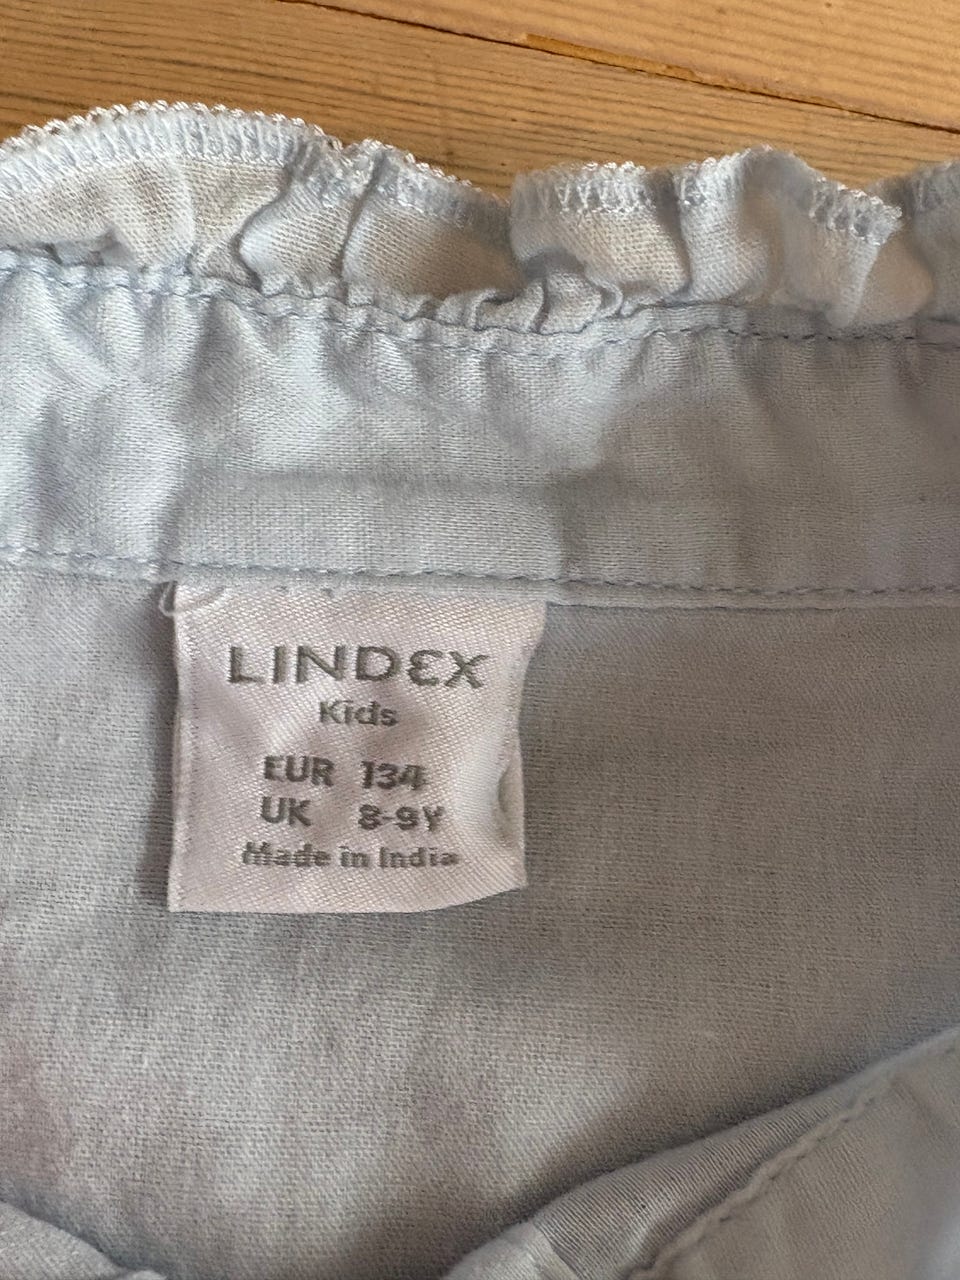 LINDEX
Kids
EUR 134
UK 8-9Y
Made in India